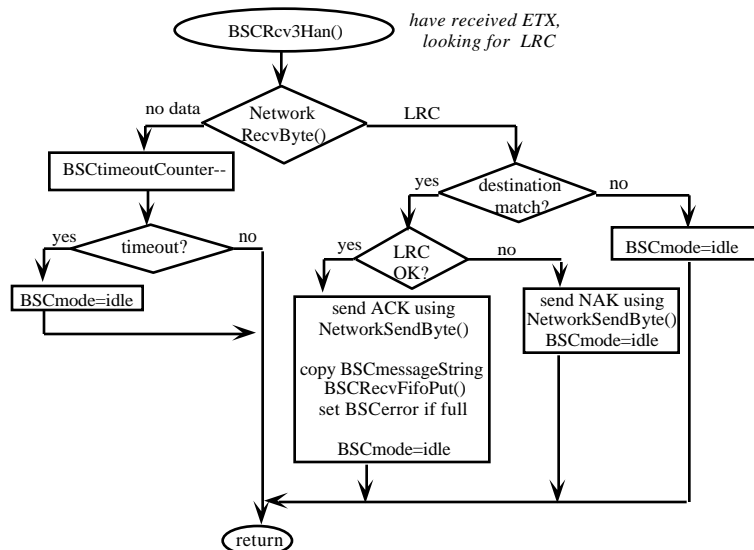 BSCRcv3Han()
have received ETX,
looking for LRC
no data
Network
RecvByte()
LRC
BSCtimeoutCounter--
yes
destination
match?
no
yes
timeout?
no
yes
LRC
OK?
no
BSCmode=idle
BSCmode=idle
send ACK using
NetworkSendByte()
copy BSCmessageString
BSCRecvFifoPut()
set BSCerror if full
BSCmode=idle
send NAK using
NetworkSendByte()
BSCmode=idle
return